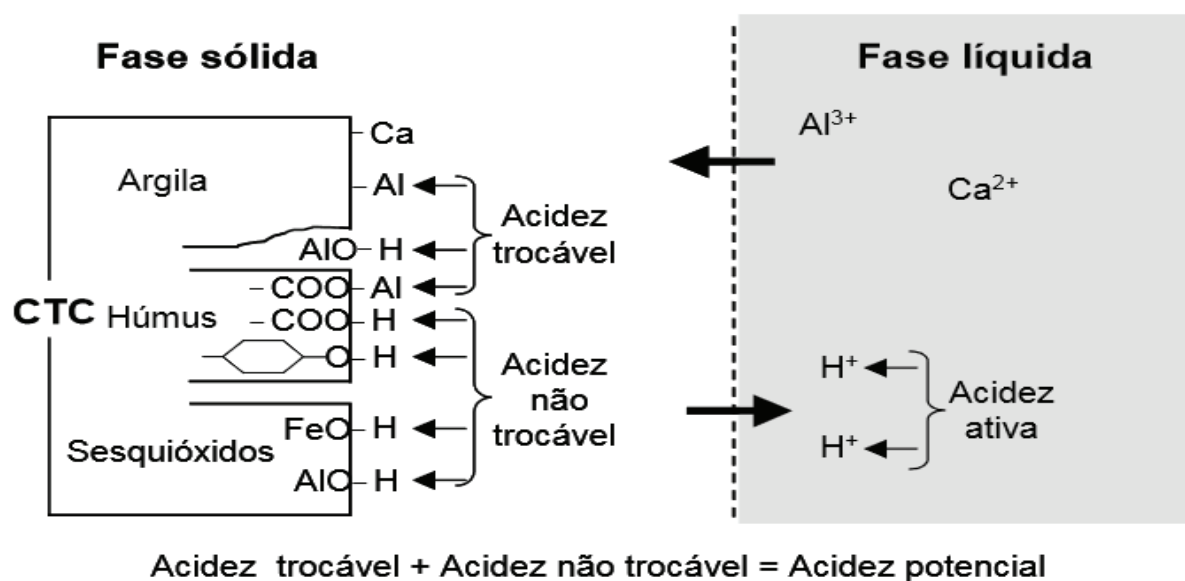 Fase sólida
Fase líquida
Argila
Ca
Al
AlO H
COO Al
CTC Húmus
COO H
O H
FeO H
Sesquióxidos
AlO H
Acidez
trocável
Acidez
não
trocável
Al³⁺
Ca²⁺
H⁺
H⁺
Acidez
ativa
Acidez trocável + Acidez não trocável = Acidez potencial